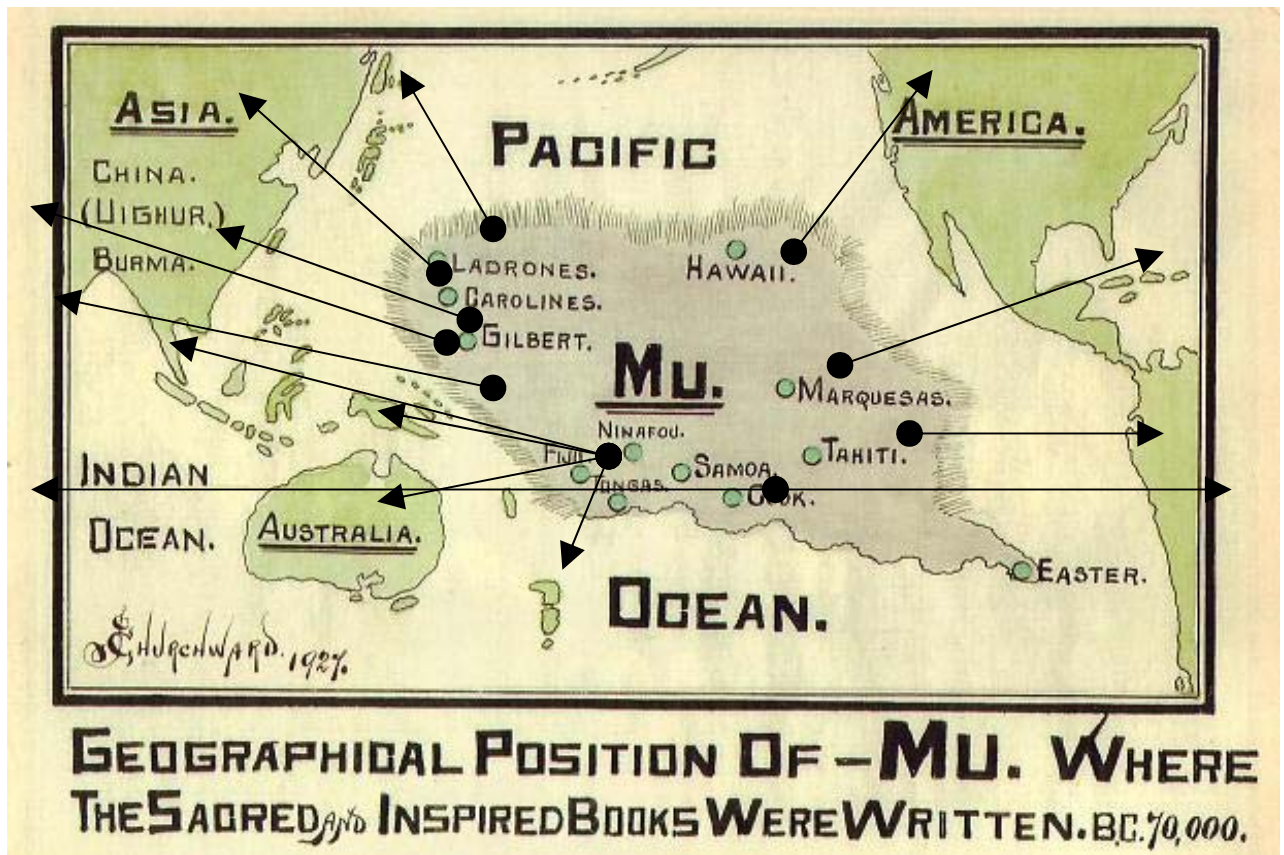 ASIA.
CHINA.
(UIGHUR.)
BURMA.
PACIFIC
AMERICA.
LADRONES.
CAROLINES.
GILBERT.
HAWAII.
MU.
MARQUESAS.
NINAFOU.
FIJI
SAMOA.
TAHITI.
TONGAS.
COOK.
EASTER.
INDIAN
OCEAN.
AUSTRALIA.
OCEAN.
J. CHURCHWARD. 1927.
GEOGRAPHICAL POSITION OF – MU. WHERE
THE SACRED AND INSPIRED BOOKS WERE WRITTEN. B.C. 70,000.